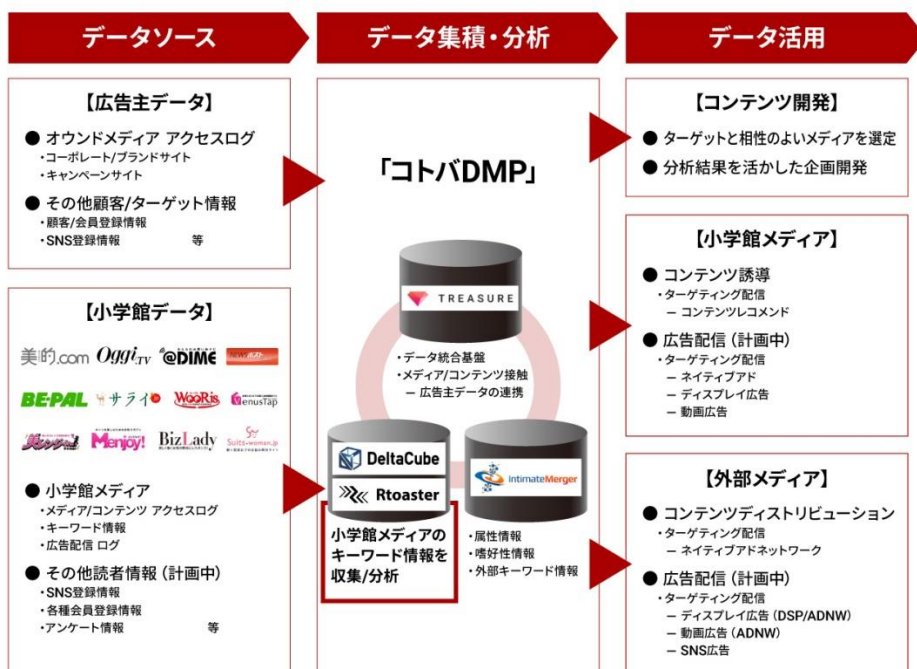 データソース
データ集積・分析
データ活用
【広告主データ】
● オウンドメディア アクセスログ
・コーポレート/ブランドサイト
・キャンペーンサイト
● その他顧客/ターゲット情報
・顧客/会員登録情報
・SNS登録情報 等
【小学館データ】
美的.com Oggi.TV @DIME NEWSポスト
BE-PAL サライ WooRis VenusTap
美レンジャー Menjoy! BizLady Suits-woman.jp
● 小学館メディア
・メディア/コンテンツ アクセスログ
・キーワード情報
・広告配信 ログ
● その他読者情報(計画中)
・SNS登録情報
・各種会員登録情報
・アンケート情報 等
「コトバDMP」
TREASURE
・データ統合基盤
・メディア/コンテンツ接触
― 広告主データの連携
DeltaCube
Rtoaster
IntimateMerger
小学館メディアの
キーワード情報を
収集/分析
・属性情報
・嗜好性情報
・外部キーワード情報
【コンテンツ開発】
● ターゲットと相性のよいメディアを選定
● 分析結果を活かした企画開発
【小学館メディア】
● コンテンツ誘導
・ターゲティング配信
― コンテンツレコメンド
● 広告配信(計画中)
・ターゲティング配信
― ネイティブアド
― ディスプレイ広告
― 動画広告
【外部メディア】
● コンテンツディストリビューション
・ターゲティング配信
― ネイティブアドネットワーク
● 広告配信(計画中)
・ターゲティング配信
― ディスプレイ広告(DSP/ADNW)
― 動画広告(ADNW)
― SNS広告